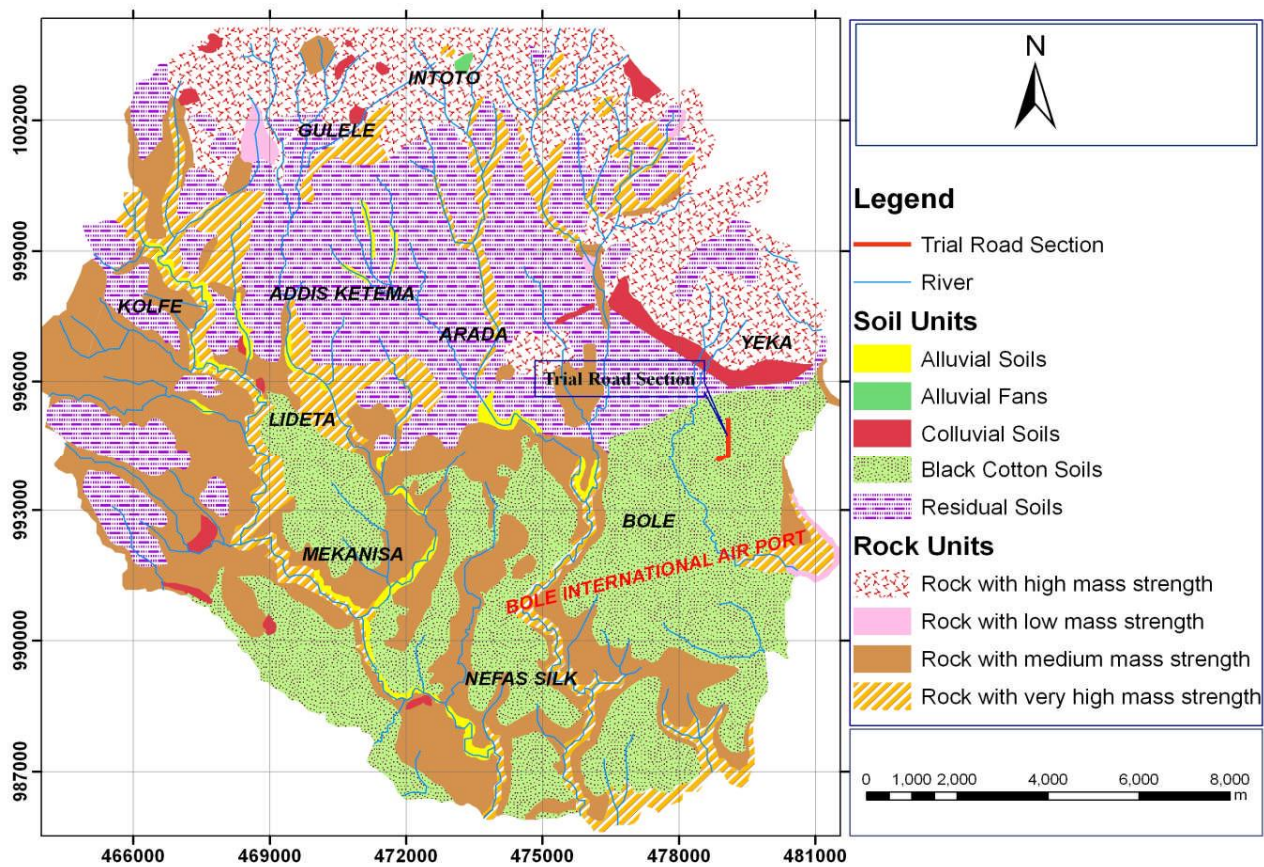 INTOTO
GULELE
KOLFE
ADDIS KETEMA
ARADA
YEKA
Trial Road Section
LIDETA
BOLE
MEKANISA
BOLE INTERNATIONAL AIR PORT
NEFAS SILK
1002000
999000
996000
993000
990000
987000
466000 469000 472000 475000 478000 481000
N
Legend
Trial Road Section
River
Soil Units
Alluvial Soils
Alluvial Fans
Colluvial Soils
Black Cotton Soils
Residual Soils
Rock Units
Rock with high mass strength
Rock with low mass strength
Rock with medium mass strength
Rock with very high mass strength
0 1,000 2,000 4,000 6,000 8,000
m